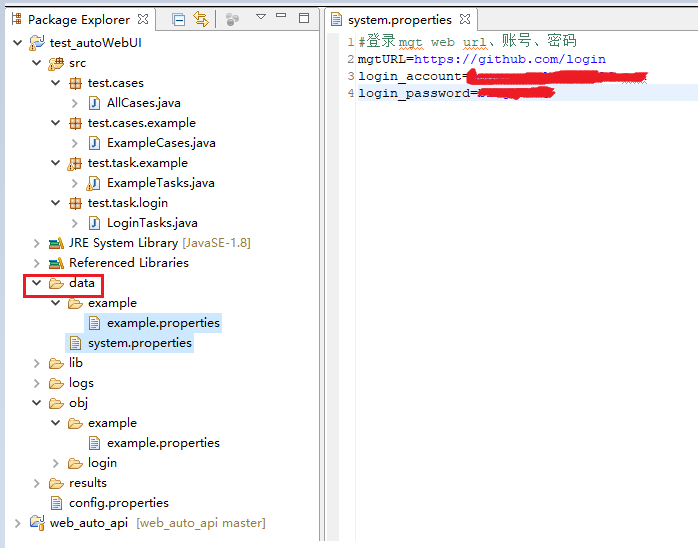 Package Explorer
system.properties
test_autoWebUI
src
test.cases
AllCases.java
test.cases.example
ExampleCases.java
test.task.example
ExampleTasks.java
test.task.login
LoginTasks.java
JRE System Library [JavaSE-1.8]
Referenced Libraries
data
example
example.properties
system.properties
lib
logs
obj
example
example.properties
login
results
config.properties
web_auto_api [web_auto_api master]
1 #登录mgt web url、账号、密码
2 mgtURL=https://github.com/login
3 login_account=
4 login_password=